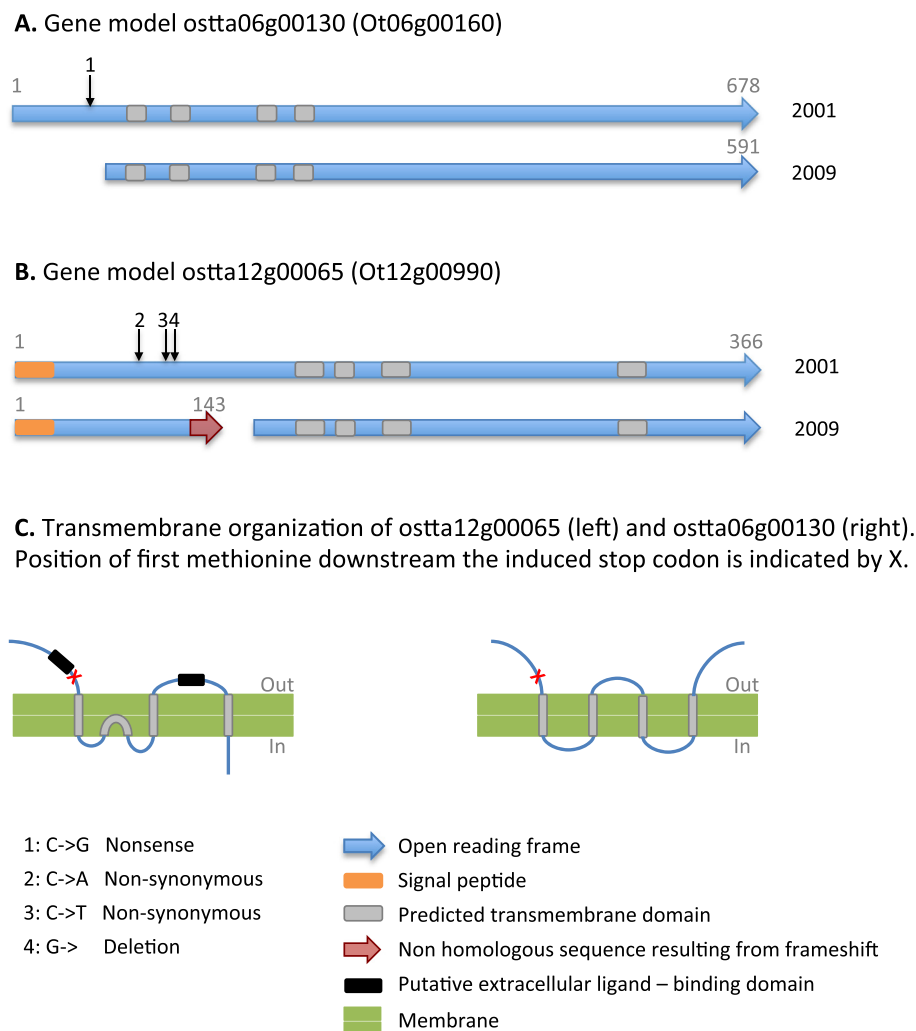 A. Gene model ostta06g00130 (Ot06g00160)
1
1
678
2001
591
2009
B. Gene model ostta12g00065 (Ot12g00990)
2 34
1
366
2001
1
143
2009
C. Transmembrane organization of ostta12g00065 (left) and ostta06g00130 (right).
Position of first methionine downstream the induced stop codon is indicated by X.
Out
In
Out
In
1: C->G Nonsense
2: C->A Non-synonymous
3: C->T Non-synonymous
4: G-> Deletion
Open reading frame
Signal peptide
Predicted transmembrane domain
Non homologous sequence resulting from frameshift
Putative extracellular ligand – binding domain
Membrane